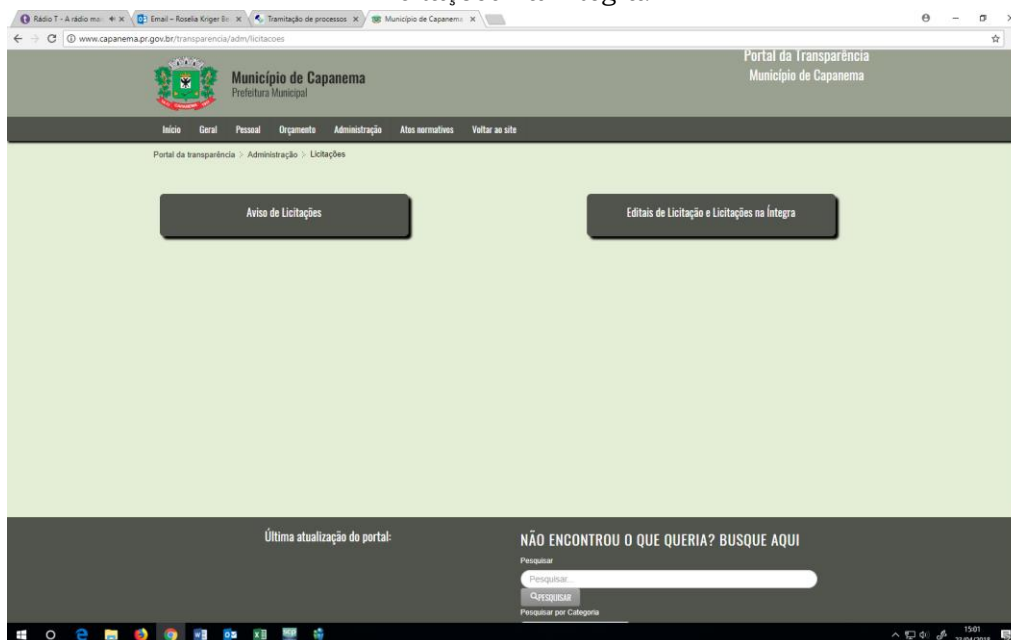 Rádio T - A rádio ma
Email – Roselia Kriger Be
Tramitação de processos
Município de Capanema
www.capanema.pr.gov.br/transparencia/adm/licitacoes
Portal da Transparência
Município de Capanema
Município de Capanema
Prefeitura Municipal
Início Geral Pessoal Orçamento Administração Atos normativos Voltar ao site
Portal da transparência > Administração > Licitações
Aviso de Licitações
Editais de Licitação e Licitações na Íntegra
Última atualização do portal:
NÃO ENCONTROU O QUE QUERIA? BUSQUE AQUI
Pesquisar
Pesquisar...
PESQUISAR
Pesquisar por Categoria
15:01